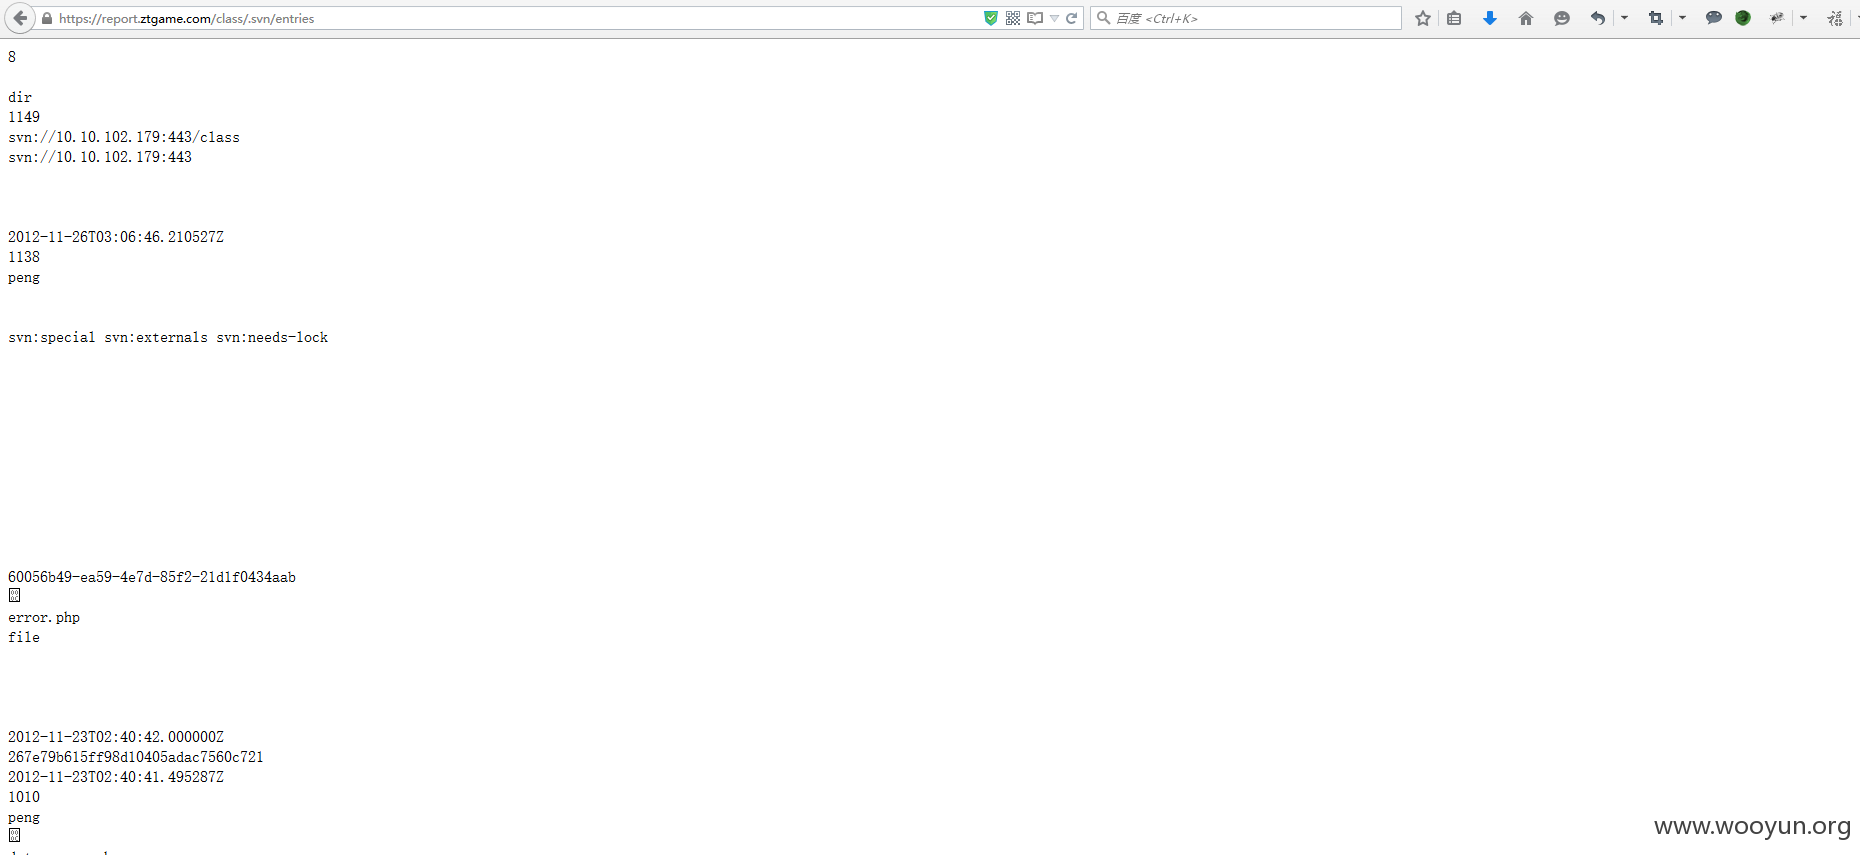 https://report.ztgame.com/class/.svn/entries
百度 <Ctrl+K>
8
dir
1149
svn://10.10.102.179:443/class
svn://10.10.102.179:443
2012-11-26T03:06:46.210527Z
1138
peng
svn:special svn:externals svn:needs-lock
60056b49-ea59-4e7d-85f2-21d1f0434aab
error.php
file
2012-11-23T02:40:42.000000Z
267e79b615ff98d10405adac7560c721
2012-11-23T02:40:41.495287Z
1010
peng
www.wooyun.org